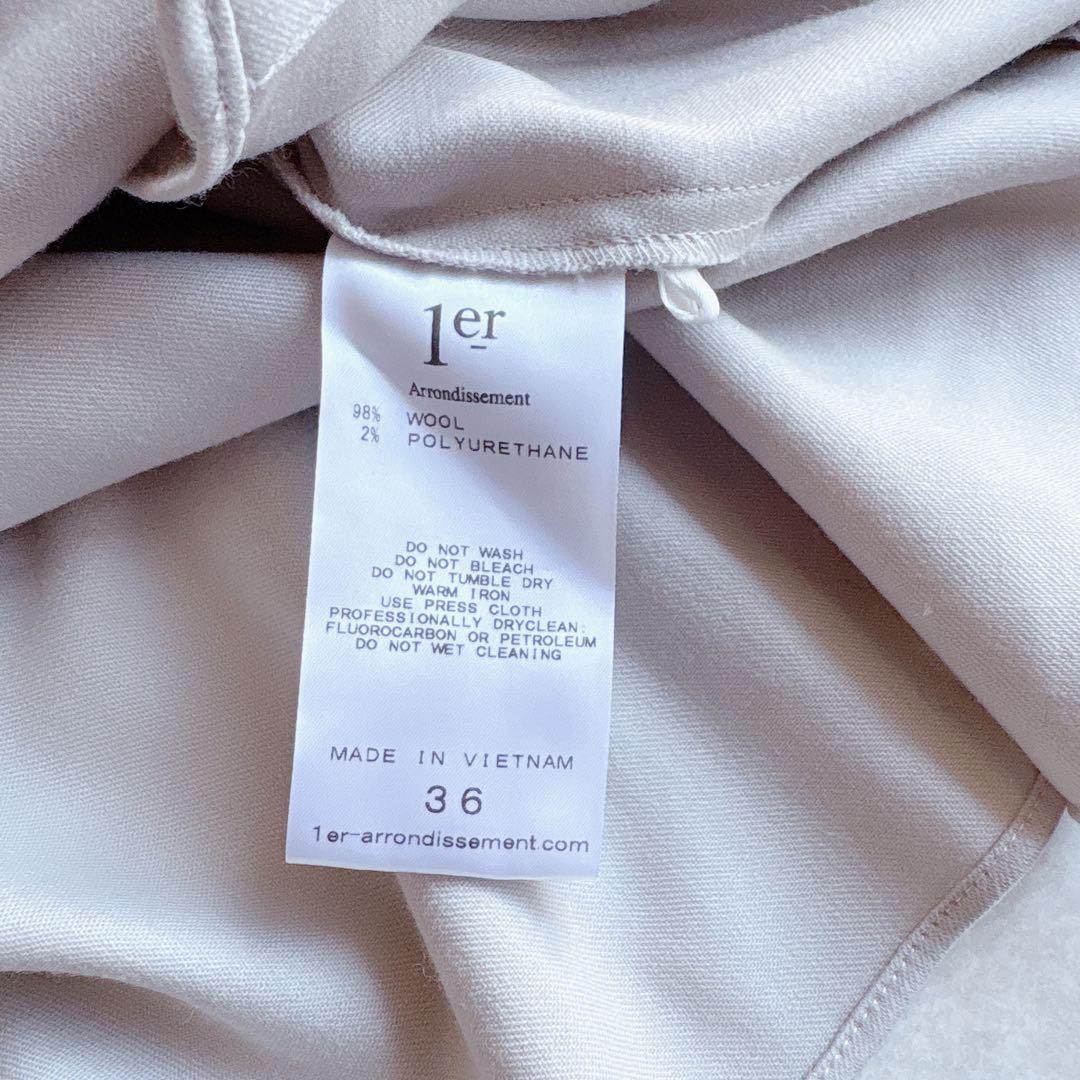 1er
Arrondissement
98% WOOL
2% POLYURETHANE
DO NOT WASH
DO NOT BLEACH
DO NOT TUMBLE DRY
WARM IRON
USE PRESS CLOTH
PROFESSIONALLY DRYCLEAN:
FLUOROCARBON OR PETROLEUM
DO NOT WET CLEANING
MADE IN VIETNAM
36
1er-arrondissement.com